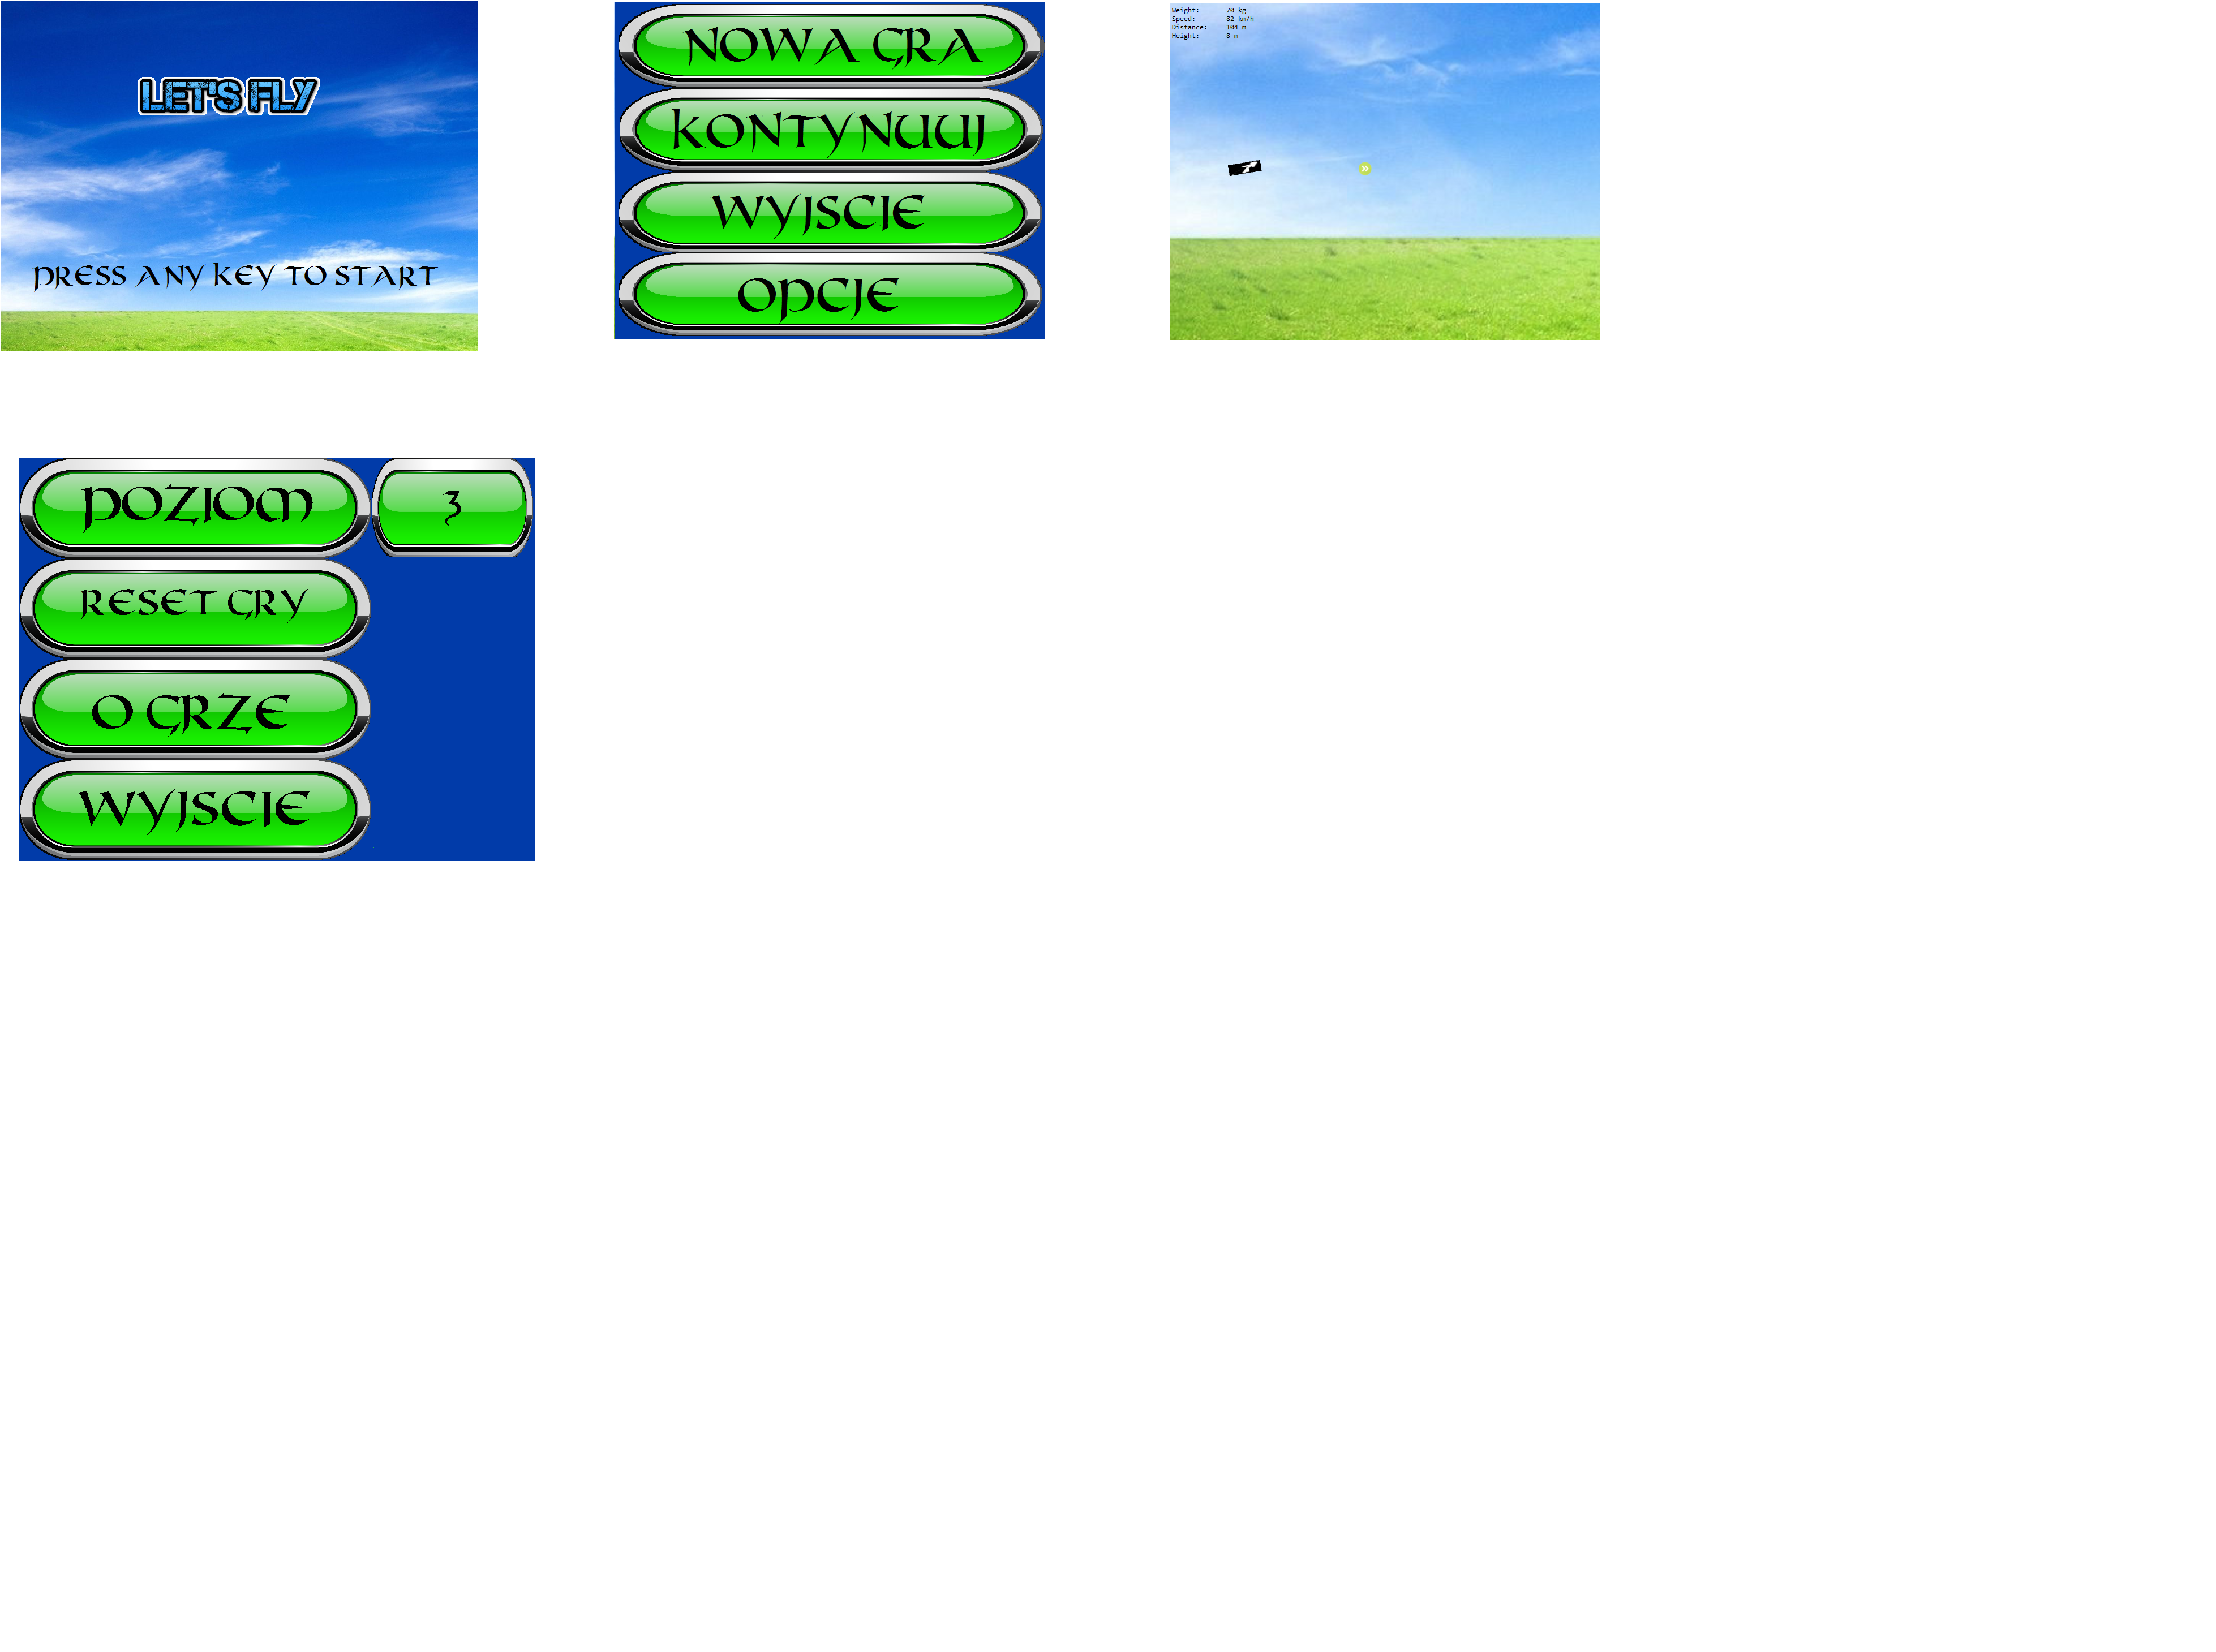 LET'S FLY
PRESS ANY KEY TO START
NOWA GRA
KONTYNUUJ
WYJSCIE
OPCJE
Weight: 70 kg
Speed: 82 km/h
Distance: 104 m
Height: 8 m
POZIOM 3
RESET GRY
O GRZE
WYJSCIE